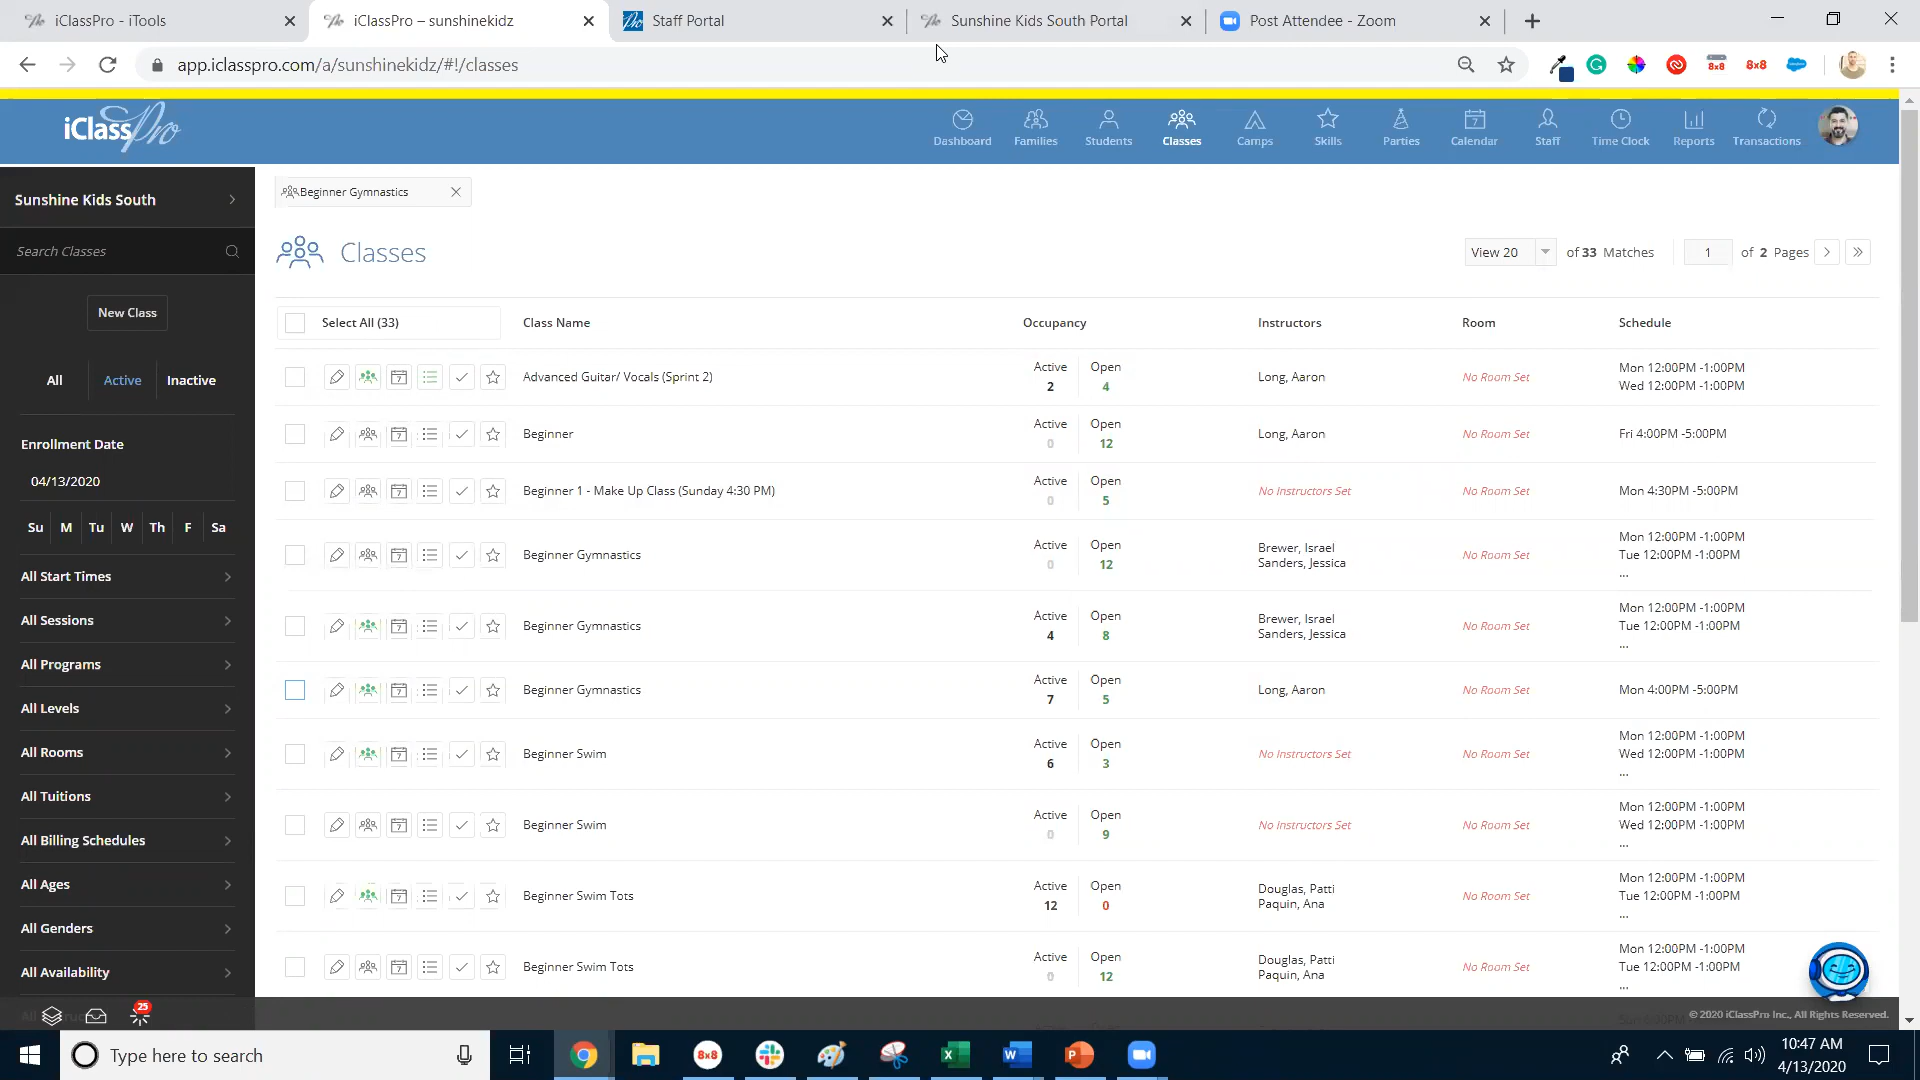 iClassPro - iTools
iClassPro – sunshinekidz
Staff Portal
Sunshine Kids South Portal
Post Attendee - Zoom
app.iclasspro.com/a/sunshinekidz/#!/classes
8x8
8x8
iClassPro
Dashboard Families Students Classes Camps Skills Parties Calendar Staff Time Clock Reports Transactions
Sunshine Kids South
Search Classes
New Class
All Active Inactive
Enrollment Date
04/13/2020
Su M Tu W Th F Sa
All Start Times
All Sessions
All Programs
All Levels
All Rooms
All Tuitions
All Billing Schedules
All Ages
All Genders
All Availability
25
Beginner Gymnastics
Classes
View 20 of 33 Matches 1 of 2 Pages
Select All (33) Class Name Occupancy Instructors Room Schedule
7 Advanced Guitar/ Vocals (Sprint 2) Active 2 Open 4 Long, Aaron No Room Set Mon 12:00PM -1:00PM
Wed 12:00PM -1:00PM
7 Beginner Active 0 Open 12 Long, Aaron No Room Set Fri 4:00PM -5:00PM
7 Beginner 1 - Make Up Class (Sunday 4:30 PM) Active 0 Open 5 No Instructors Set No Room Set Mon 4:30PM -5:00PM
7 Beginner Gymnastics Active 0 Open 12 Brewer, Israel
Sanders, Jessica No Room Set Mon 12:00PM -1:00PM
Tue 12:00PM -1:00PM
...
7 Beginner Gymnastics Active 4 Open 8 Brewer, Israel
Sanders, Jessica No Room Set Mon 12:00PM -1:00PM
Tue 12:00PM -1:00PM
...
7 Beginner Gymnastics Active 7 Open 5 Long, Aaron No Room Set Mon 4:00PM -5:00PM
7 Beginner Swim Active 6 Open 3 No Instructors Set No Room Set Mon 12:00PM -1:00PM
Wed 12:00PM -1:00PM
...
7 Beginner Swim Active 0 Open 9 No Instructors Set No Room Set Mon 12:00PM -1:00PM
Wed 12:00PM -1:00PM
...
7 Beginner Swim Tots Active 12 Open 0 Douglas, Patti
Paquin, Ana No Room Set Mon 12:00PM -1:00PM
Tue 12:00PM -1:00PM
...
7 Beginner Swim Tots Active 0 Open 12 Douglas, Patti
Paquin, Ana No Room Set Mon 12:00PM -1:00PM
Tue 12:00PM -1:00PM
...
© 2020 iClassPro Inc., All Rights Reserved.
Type here to search
8x8
10:47 AM
4/13/2020